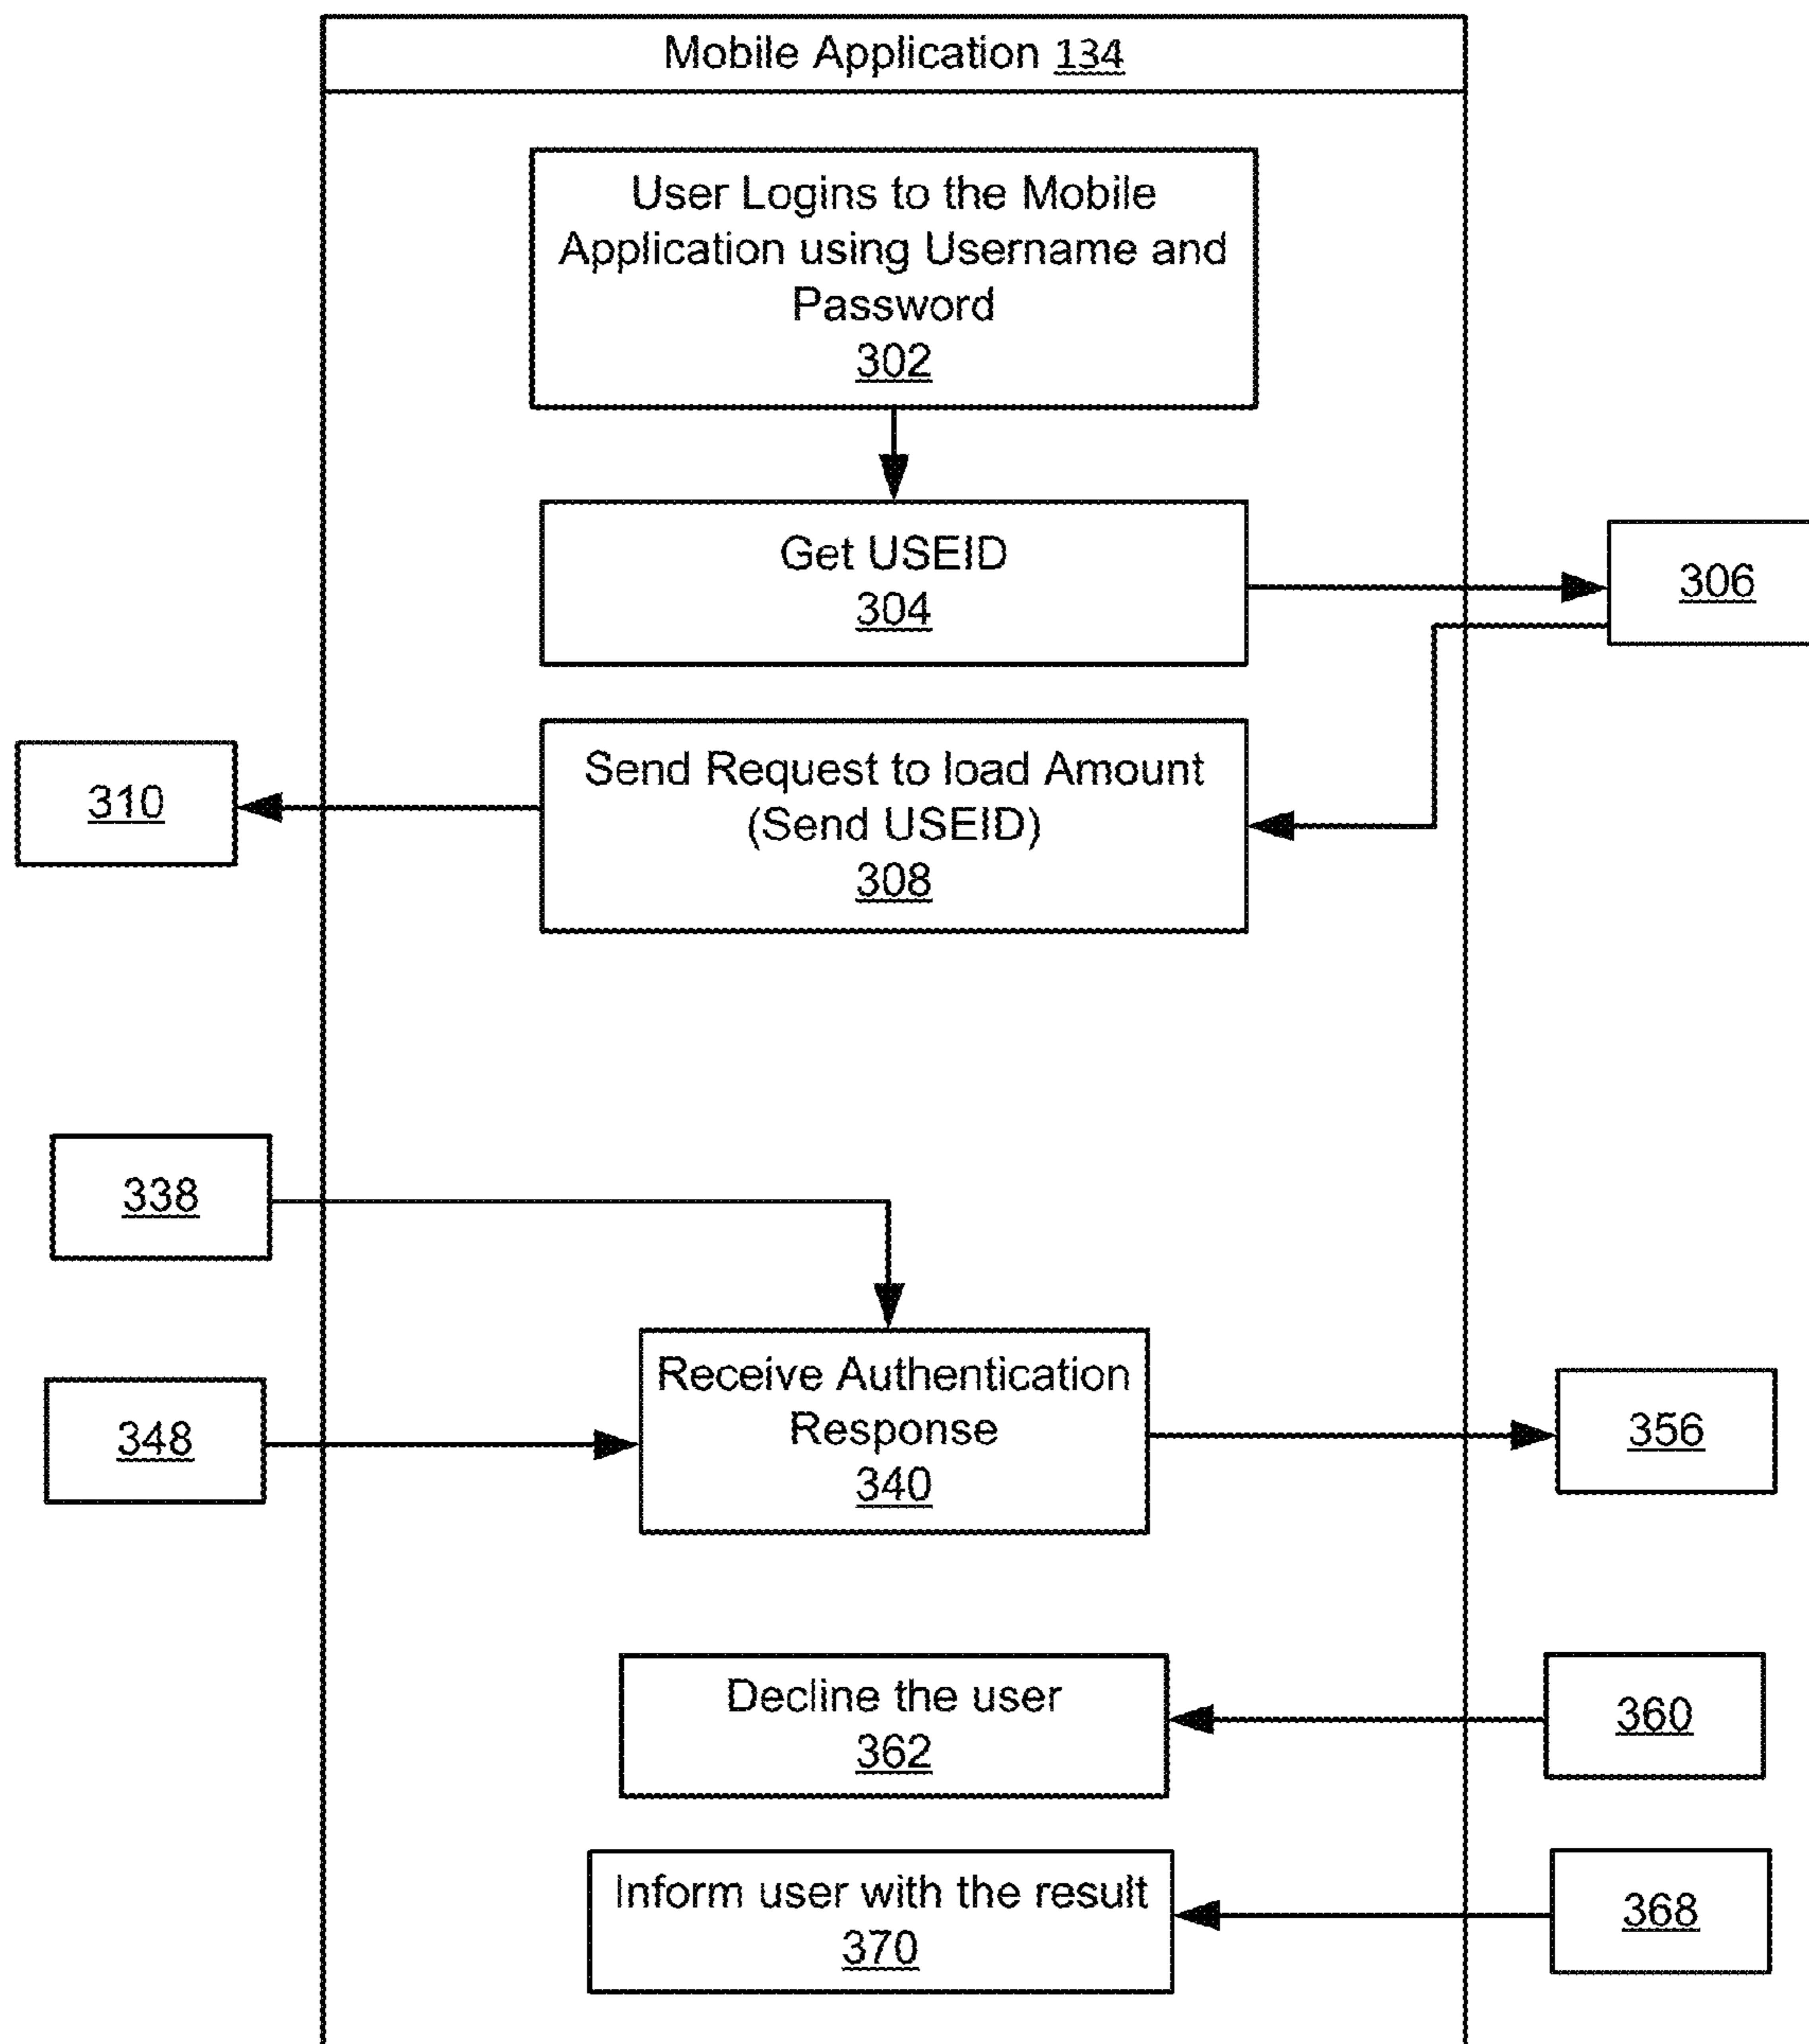 Mobile Application 134
User Logins to the Mobile
Application using Username and
Password
302
Get USEID
304
306
Send Request to load Amount
(Send USEID)
308
310
338
Receive Authentication
Response
340
348
356
Decline the user
362
360
Inform user with the result
370
368